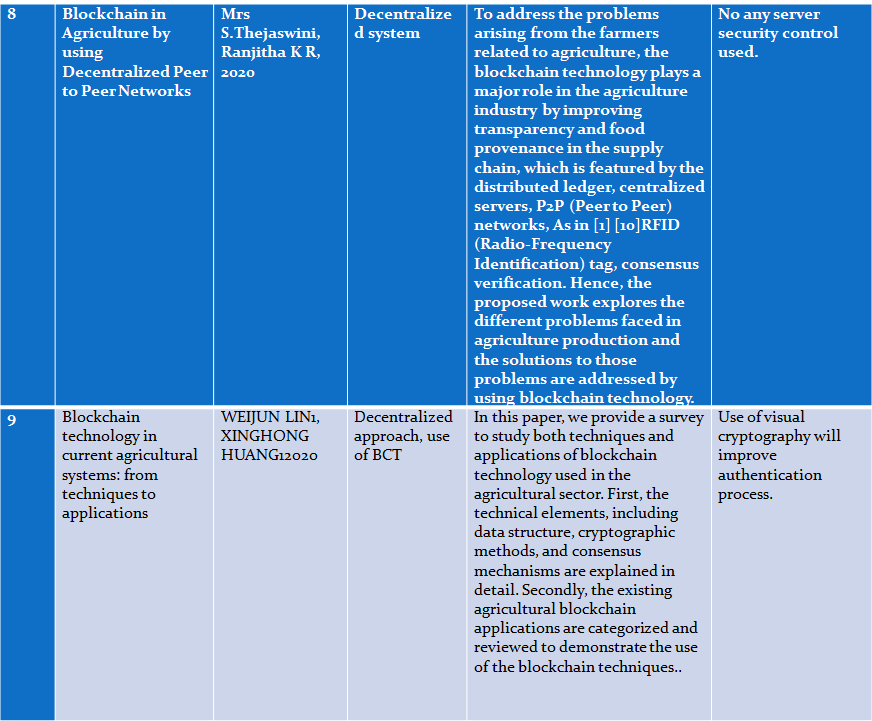 8
Blockchain in
Agriculture by
using
Decentralized Peer
to Peer Networks
Mrs
S.Thejaswini,
Ranjitha K R,
2020
Decentralize
d system
To address the problems
arising from the farmers
related to agriculture, the
blockchain technology plays a
major role in the agriculture
industry by improving
transparency and food
provenance in the supply
chain, which is featured by the
distributed ledger, centralized
servers, P2P (Peer to Peer)
networks, As in [1] [10]RFID
(Radio-Frequency
Identification) tag, consensus
verification. Hence, the
proposed work explores the
different problems faced in
agriculture production and
the solutions to those
problems are addressed by
using blockchain technology.
No any server
security control
used.
9
Blockchain
technology in
current agricultural
systems: from
techniques to
applications
WEIJUN LIN1,
XINGHONG
HUANG12020
Decentralized
approach, use
of BCT
In this paper, we provide a survey
to study both techniques and
applications of blockchain
technology used in the
agricultural sector. First, the
technical elements, including
data structure, cryptographic
methods, and consensus
mechanisms are explained in
detail. Secondly, the existing
agricultural blockchain
applications are categorized and
reviewed to demonstrate the use
of the blockchain techniques..
Use of visual
cryptography will
improve
authentication
process.